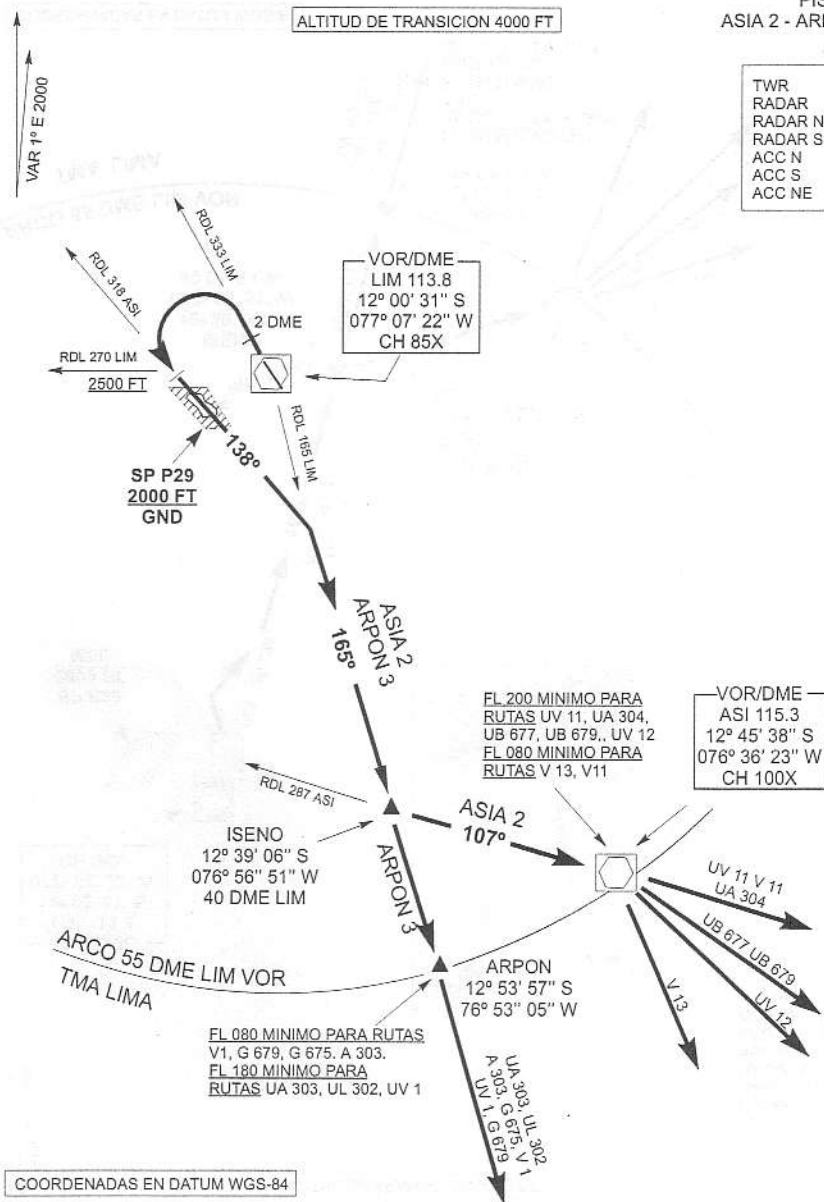 ALTITUD DE TRANSICION 4000 FT
ASIA 2 -
VAR 1º E 2000
TWR
RADAR
RADAR N
RADAR S
ACC N
ACC S
ACC NE
RDL 333 LIM
RDL 318 ASI
VOR/DME
LIM 113.8
12º 00' 31" S
077º 07' 22" W
CH 85X
2 DME
RDL 270 LIM
2500 FT
RDL 165 LIM
138º
SP P29
2000 FT
GND
ASIA 2
ARPON 3
165º
FL 200 MINIMO PARA
RUTAS UV 11, UA 304,
UB 677, UB 679,, UV 12
FL 080 MINIMO PARA
RUTAS V 13, V11
VOR/DME
ASI 115.3
12º 45' 38" S
076º 36' 23" W
CH 100X
RDL 287 ASI
ASIA 2
107º
ISENO
12º 39' 06" S
076º 56" 51" W
40 DME LIM
ARPON 3
UV 11 V 11
UA 304
UB 677 UB 679
UV 12
V 13
ARCO 55 DME LIM VOR
TMA LIMA
ARPON
12º 53' 57" S
76º 53" 05" W
FL 080 MINIMO PARA RUTAS
V1, G 679, G 675. A 303.
FL 180 MINIMO PARA
RUTAS UA 303, UL 302, UV 1
UA 303, UL 302
A 303, G 675, V 1
UV 1, G 679
COORDENADAS EN DATUM WGS-84